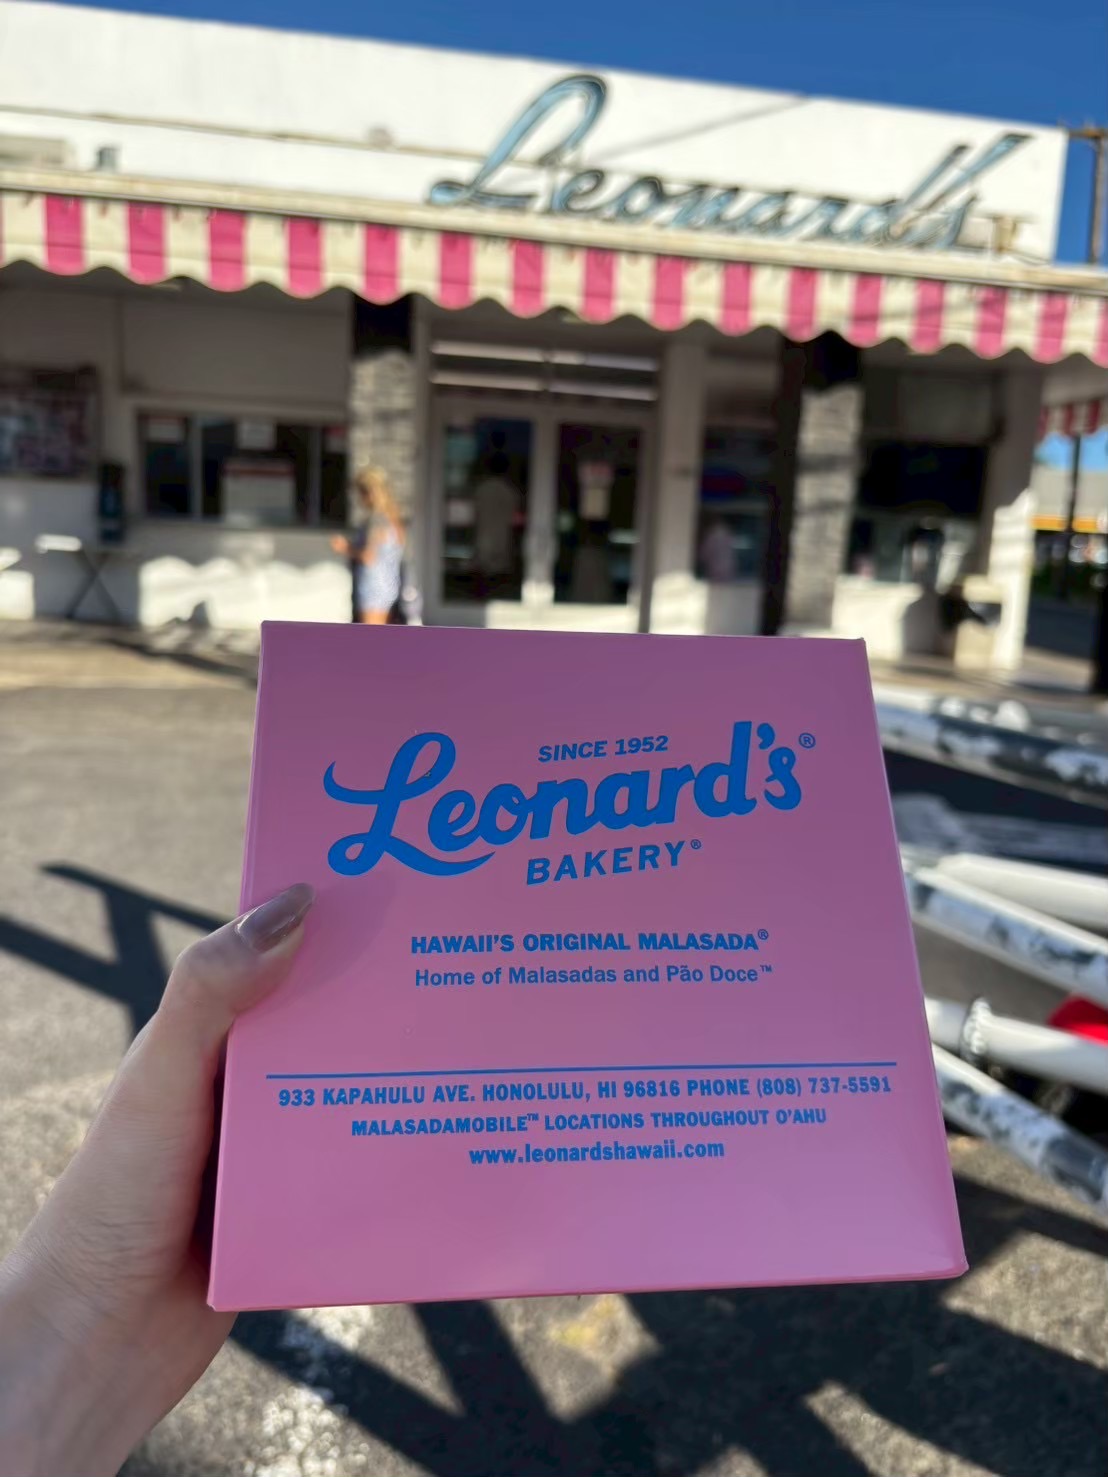 Leonard's
SINCE 1952
Leonard's®
BAKERY®
HAWAII'S ORIGINAL MALASADA®
Home of Malasadas and Pão Doce™
933 KAPAHULU AVE. HONOLULU, HI 96816 PHONE (808) 737-5591
MALASADAMOBILE™ LOCATIONS THROUGHOUT O'AHU
www.leonardshawaii.com